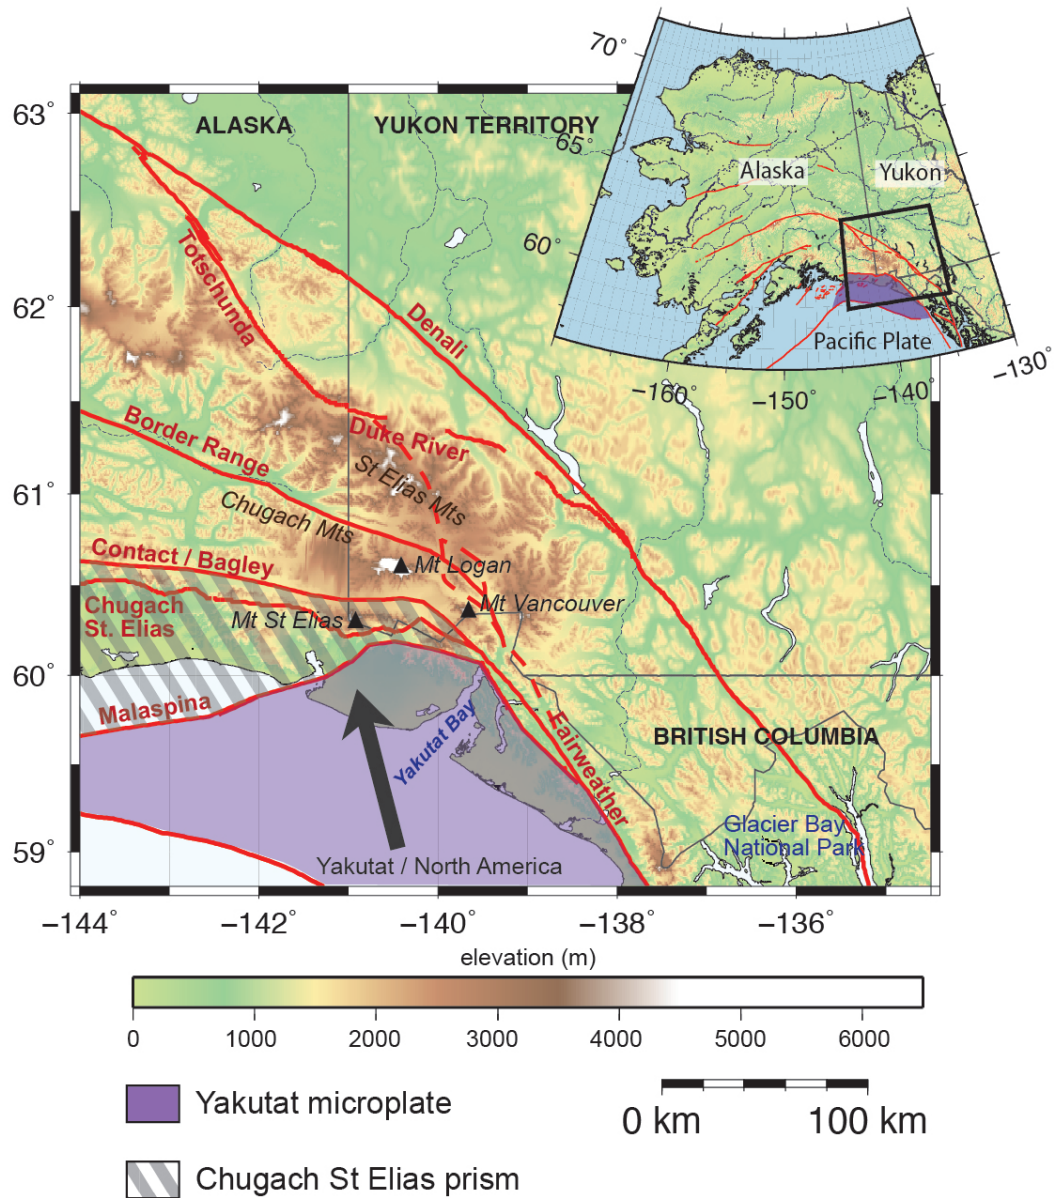 70°
65°
60°
Alaska
Yukon
Pacific Plate
−160°
−150°
−140°
−130°
63°
62°
61°
60°
59°
ALASKA
YUKON TERRITORY
Totschunda
Denali
Border Range
Duke River
St Elias Mts
Chugach Mts
Contact / Bagley
Mt Logan
Chugach
St. Elias
Mt St Elias
Mt Vancouver
Malaspina
Yakutat Bay
Fairweather
BRITISH COLUMBIA
Glacier Bay
National Park
Yakutat / North America
−144°
−142°
−140°
−138°
−136°
elevation (m)
0
1000
2000
3000
4000
5000
6000
Yakutat microplate
0 km
100 km
Chugach St Elias prism